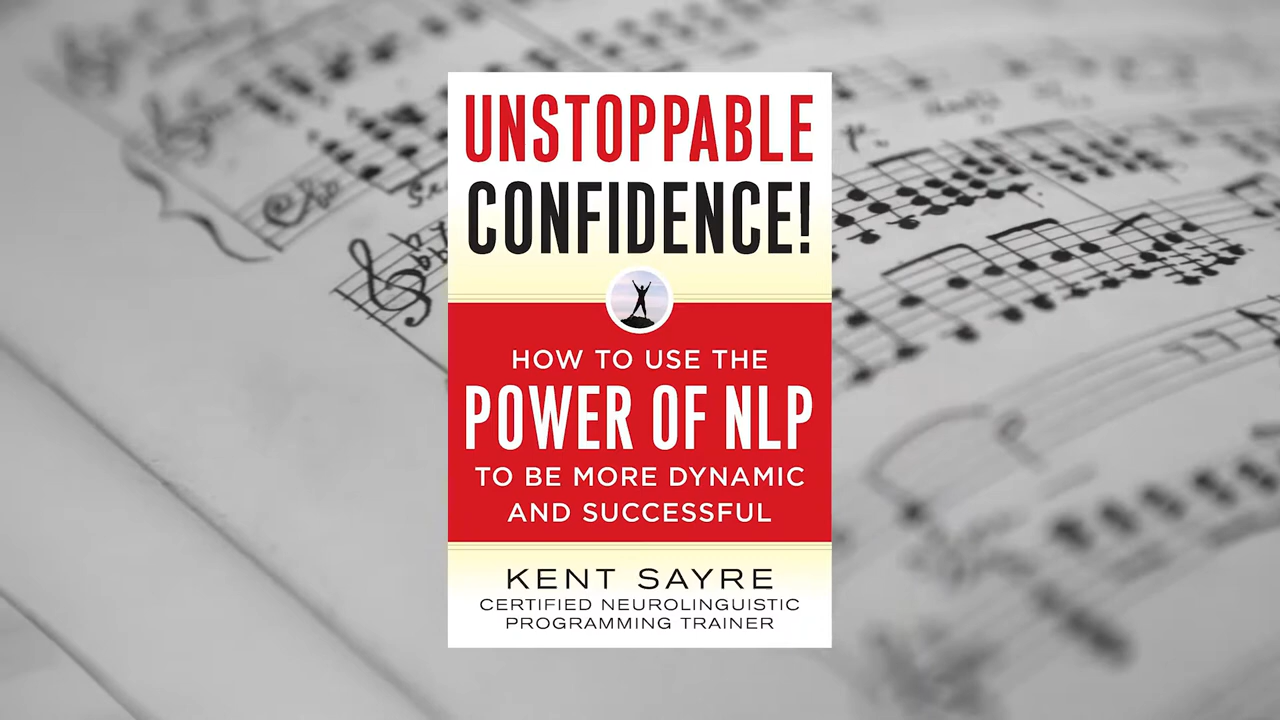 UNSTOPPABLE
CONFIDENCE!
HOW TO USE THE
POWER OF NLP
TO BE MORE DYNAMIC
AND SUCCESSFUL
KENT SAYRE
CERTIFIED NEUROLINGUISTIC
PROGRAMMING TRAINER